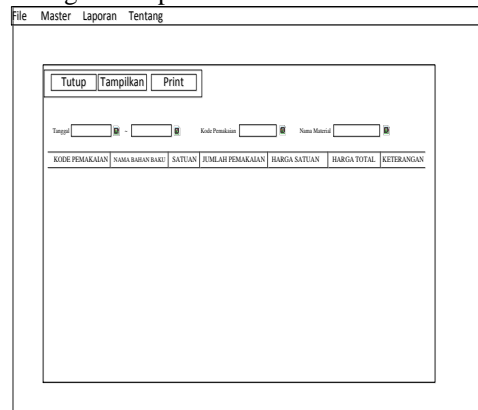 File Master Laporan Tentang
Tutup Tampilkan Print
Tanggal - Kode Pemakaian Nama Material
KODE PEMAKAIAN NAMA BAHAN BAKU SATUAN JUMLAH PEMAKAIAN HARGA SATUAN HARGA TOTAL KETERANGAN